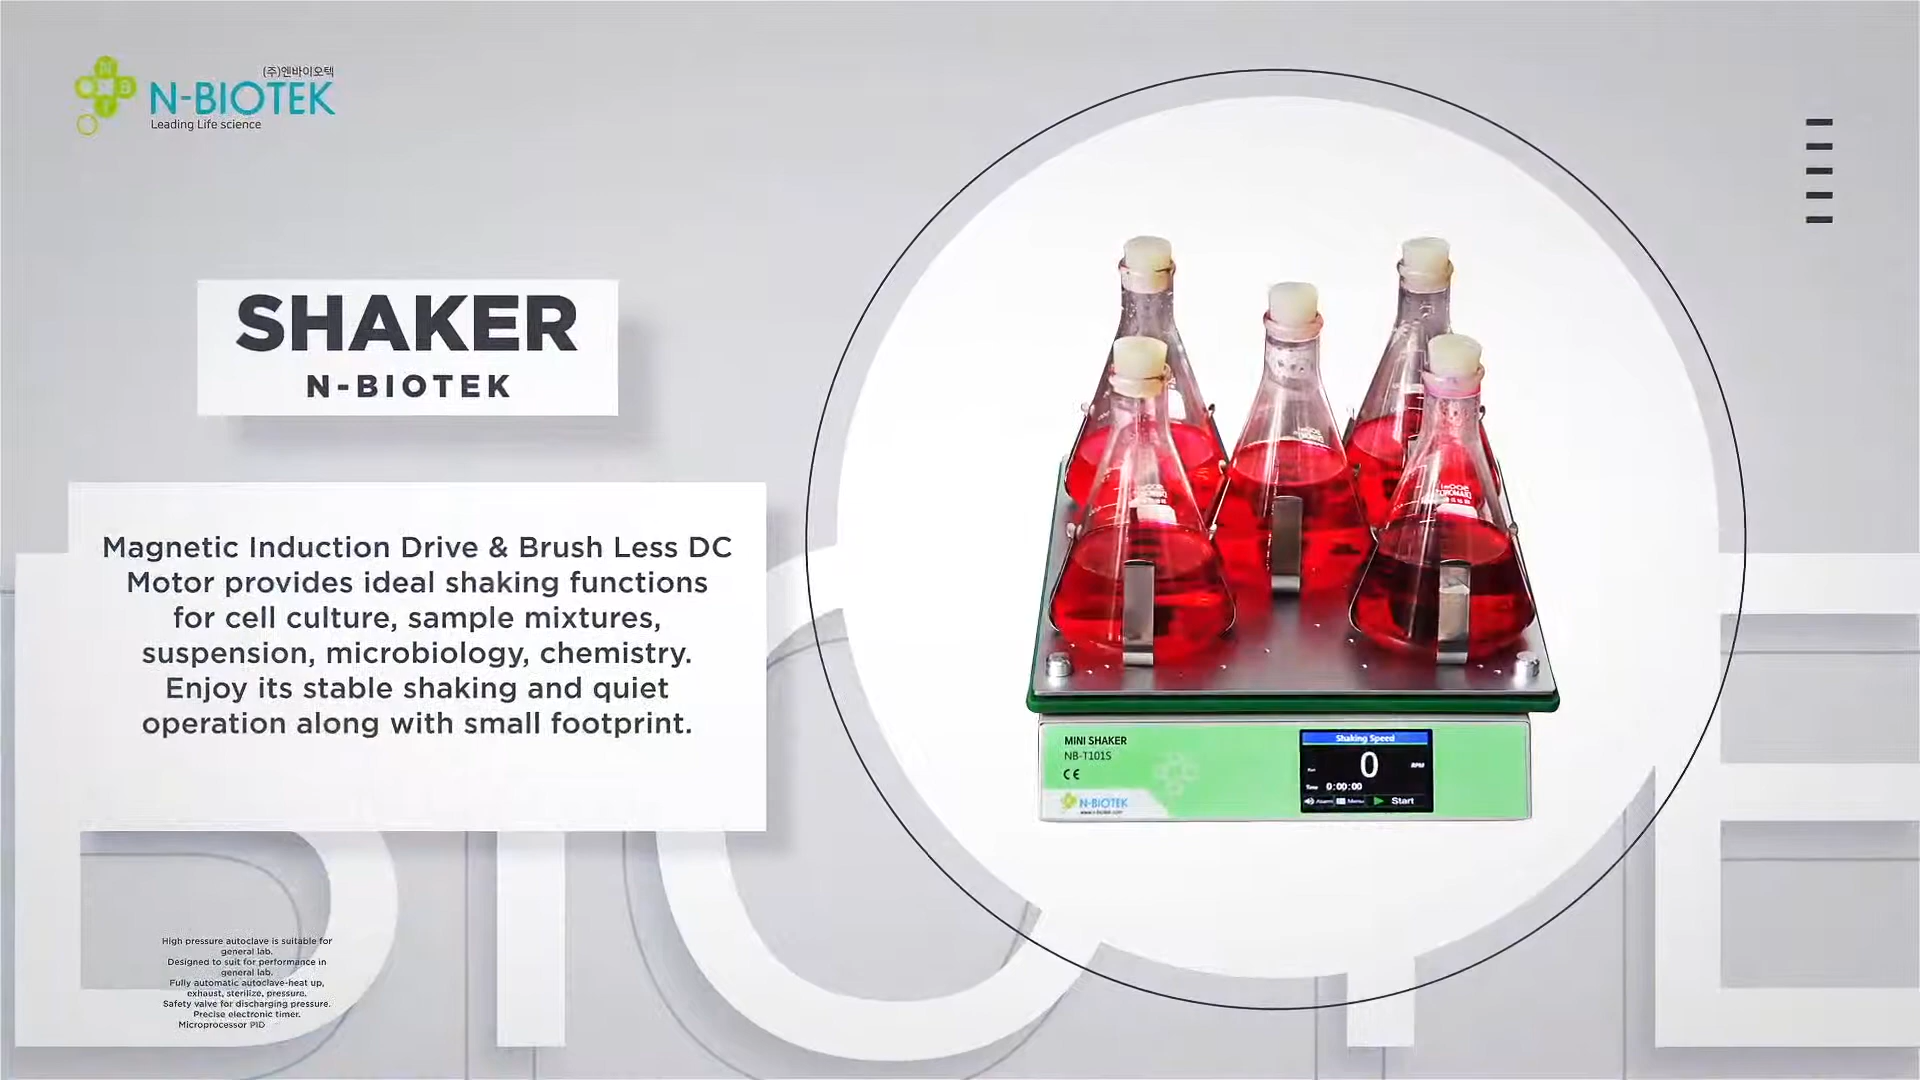 (주)엔바이오텍
N-BIOTEK
Leading Life science
SHAKER
N-BIOTEK
Magnetic Induction Drive & Brush Less DC
Motor provides ideal shaking functions
for cell culture, sample mixtures,
suspension, microbiology, chemistry.
Enjoy its stable shaking and quiet
operation along with small footprint.
MINI SHAKER
NB-T101S
CE
N-BIOTEK
Shaking Speed
0
RPM
Time 0:00:00
Alarm Menu Start
High pressure autoclave is suitable for
general lab.
Designed to suit for performance in
general lab.
Fully automatic autoclave-heat up,
exhaust, sterilize, pressure.
Safety valve for discharging pressure.
Precise electronic timer.
Microprocessor PID